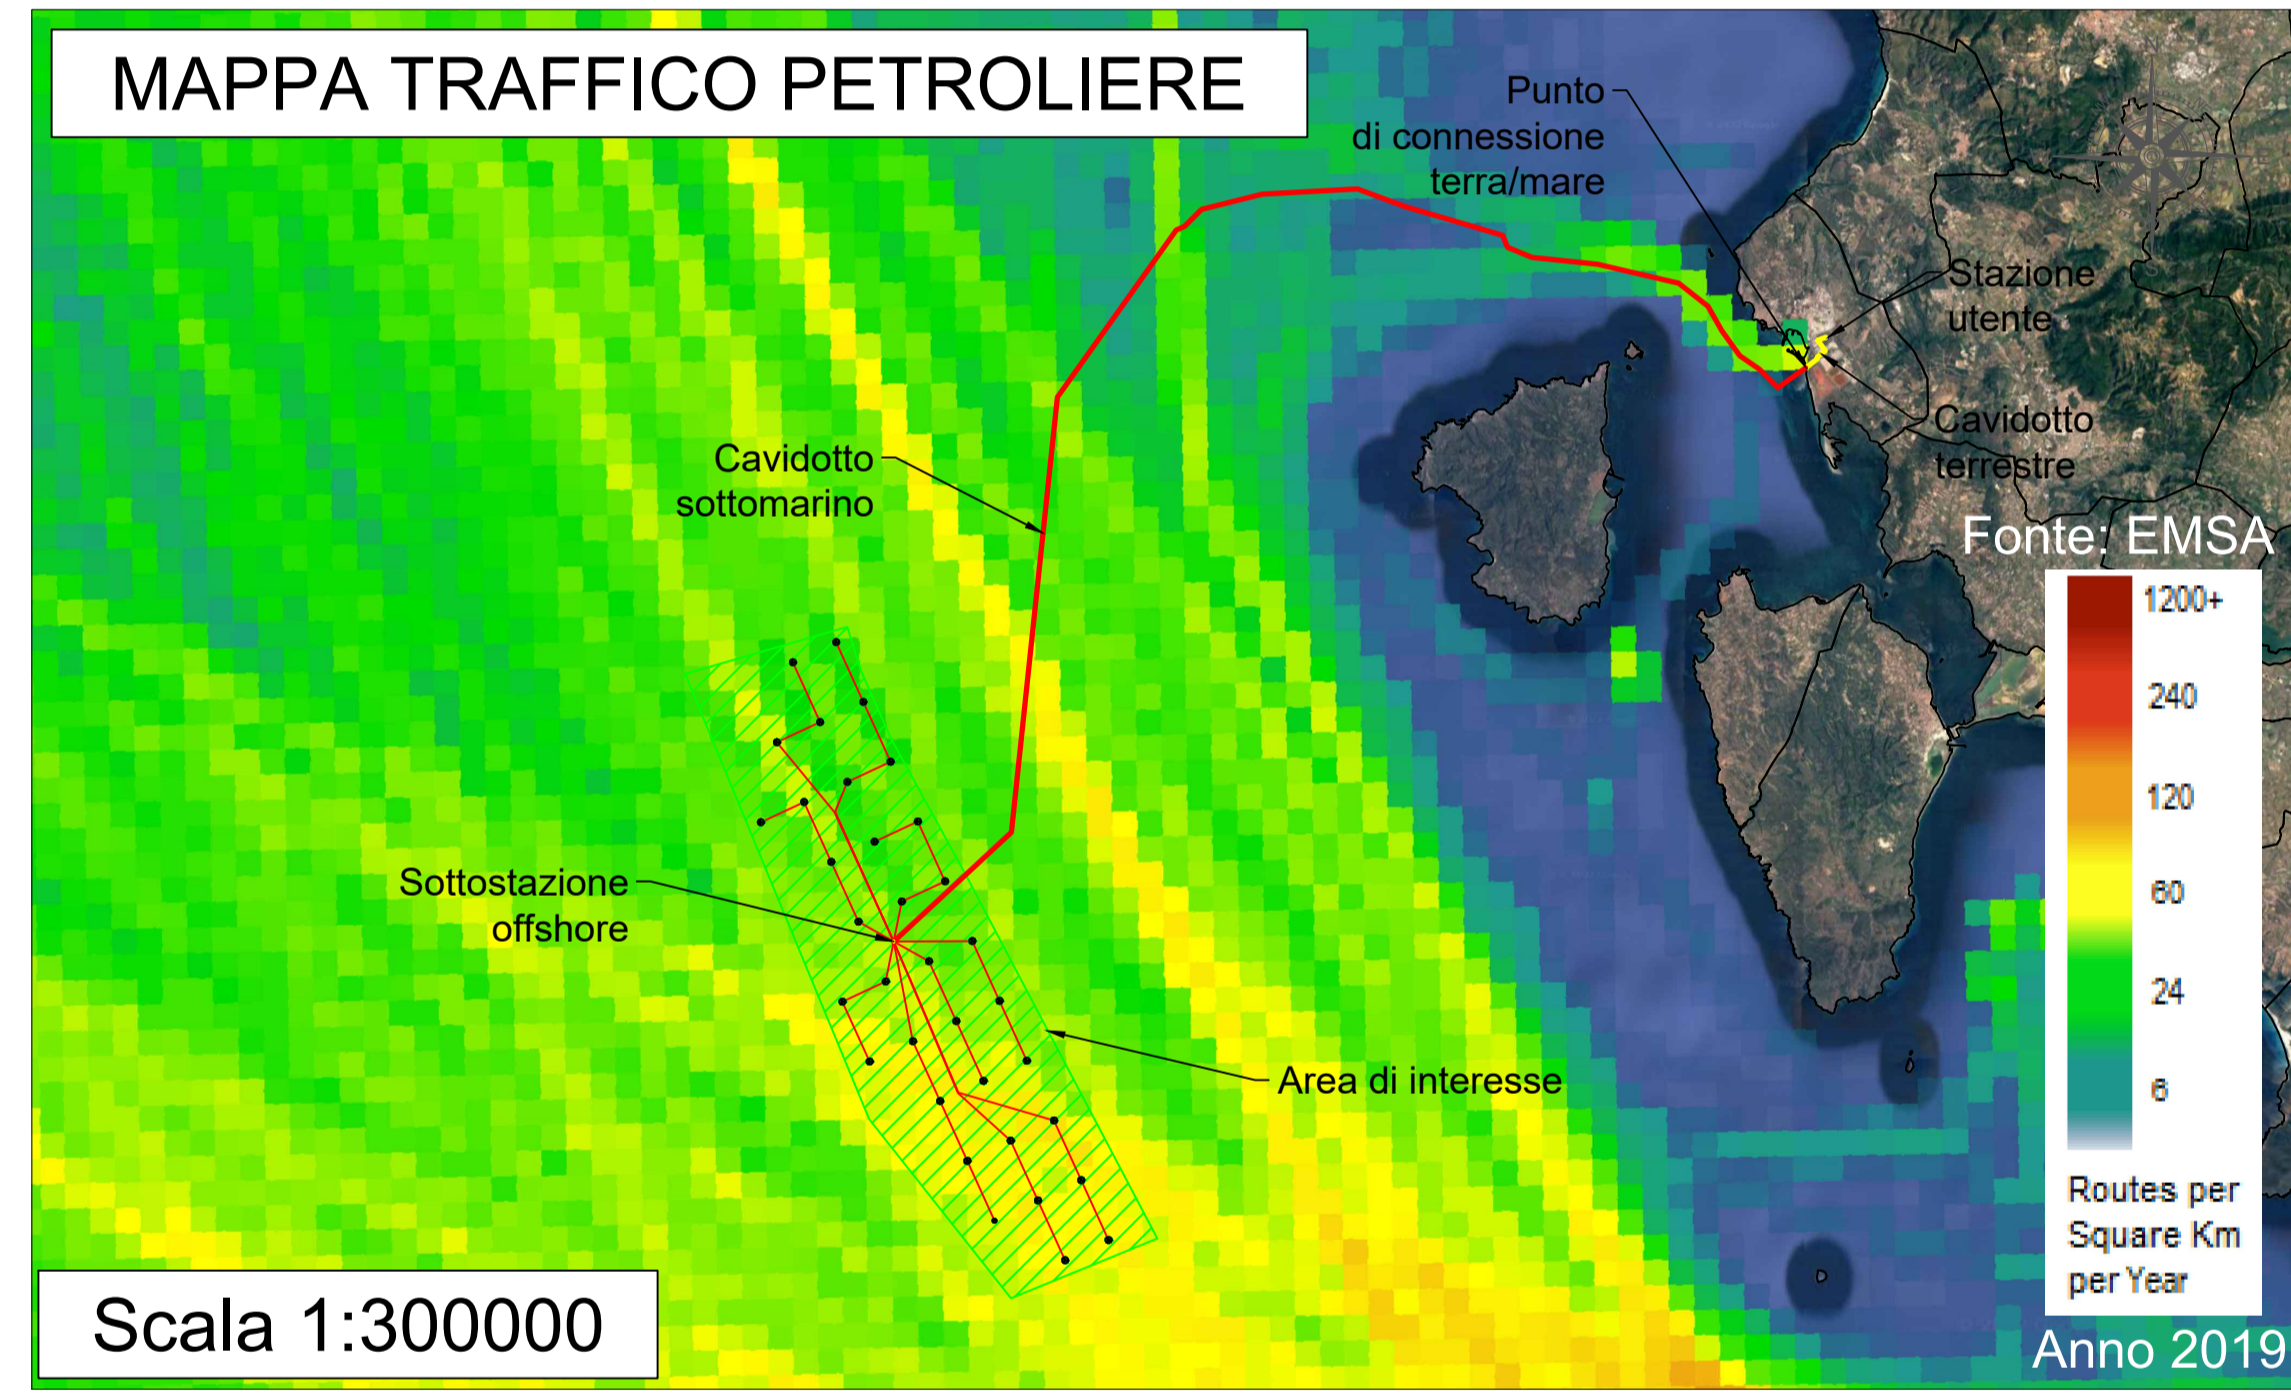 MAPPA TRAFFICO PETROLIERE
Punto
di connessione
terra/mare
Stazione
utente
Cavidotto
terrestre
Cavidotto
sottomarino
Fonte: EMSA
1200+
240
120
60
24
6
Routes per
Square Km
per Year
Sottostazione
offshore
Area di interesse
Scala 1:300000
Anno 2019